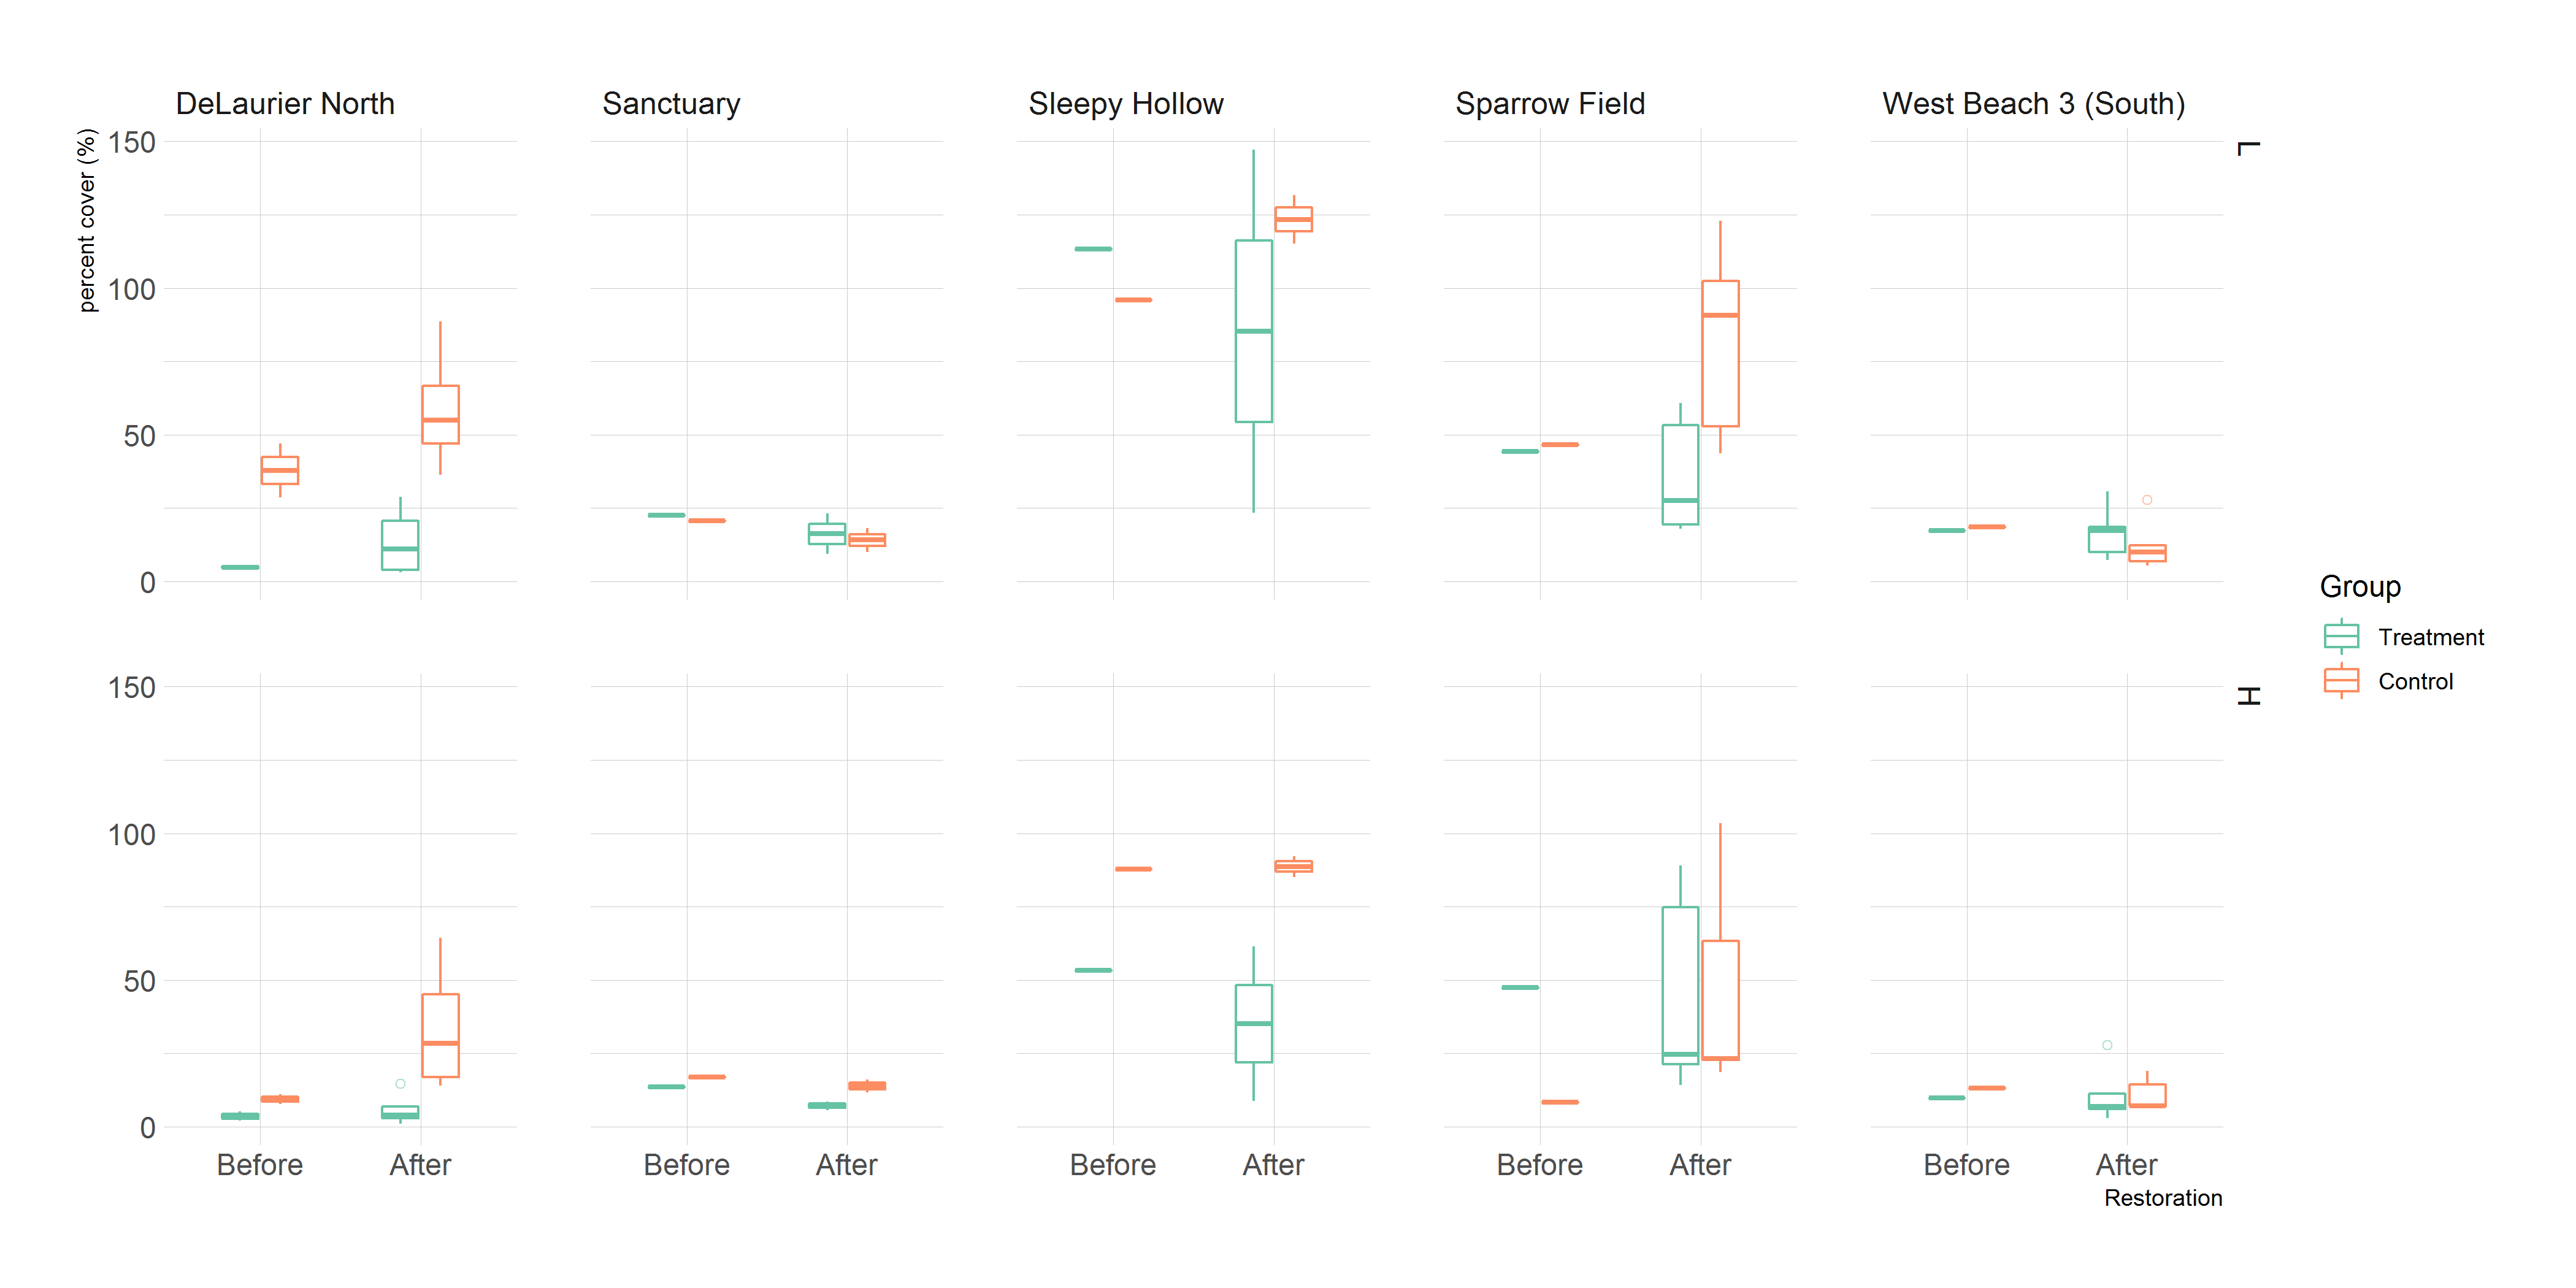 DeLaurier North
Sanctuary
Sleepy Hollow
Sparrow Field
West Beach 3 (South)
percent cover (%)
150
100
50
0
L
150
100
50
0
H
Before
After
Before
After
Before
After
Before
After
Before
After
Restoration
Group
Treatment
Control